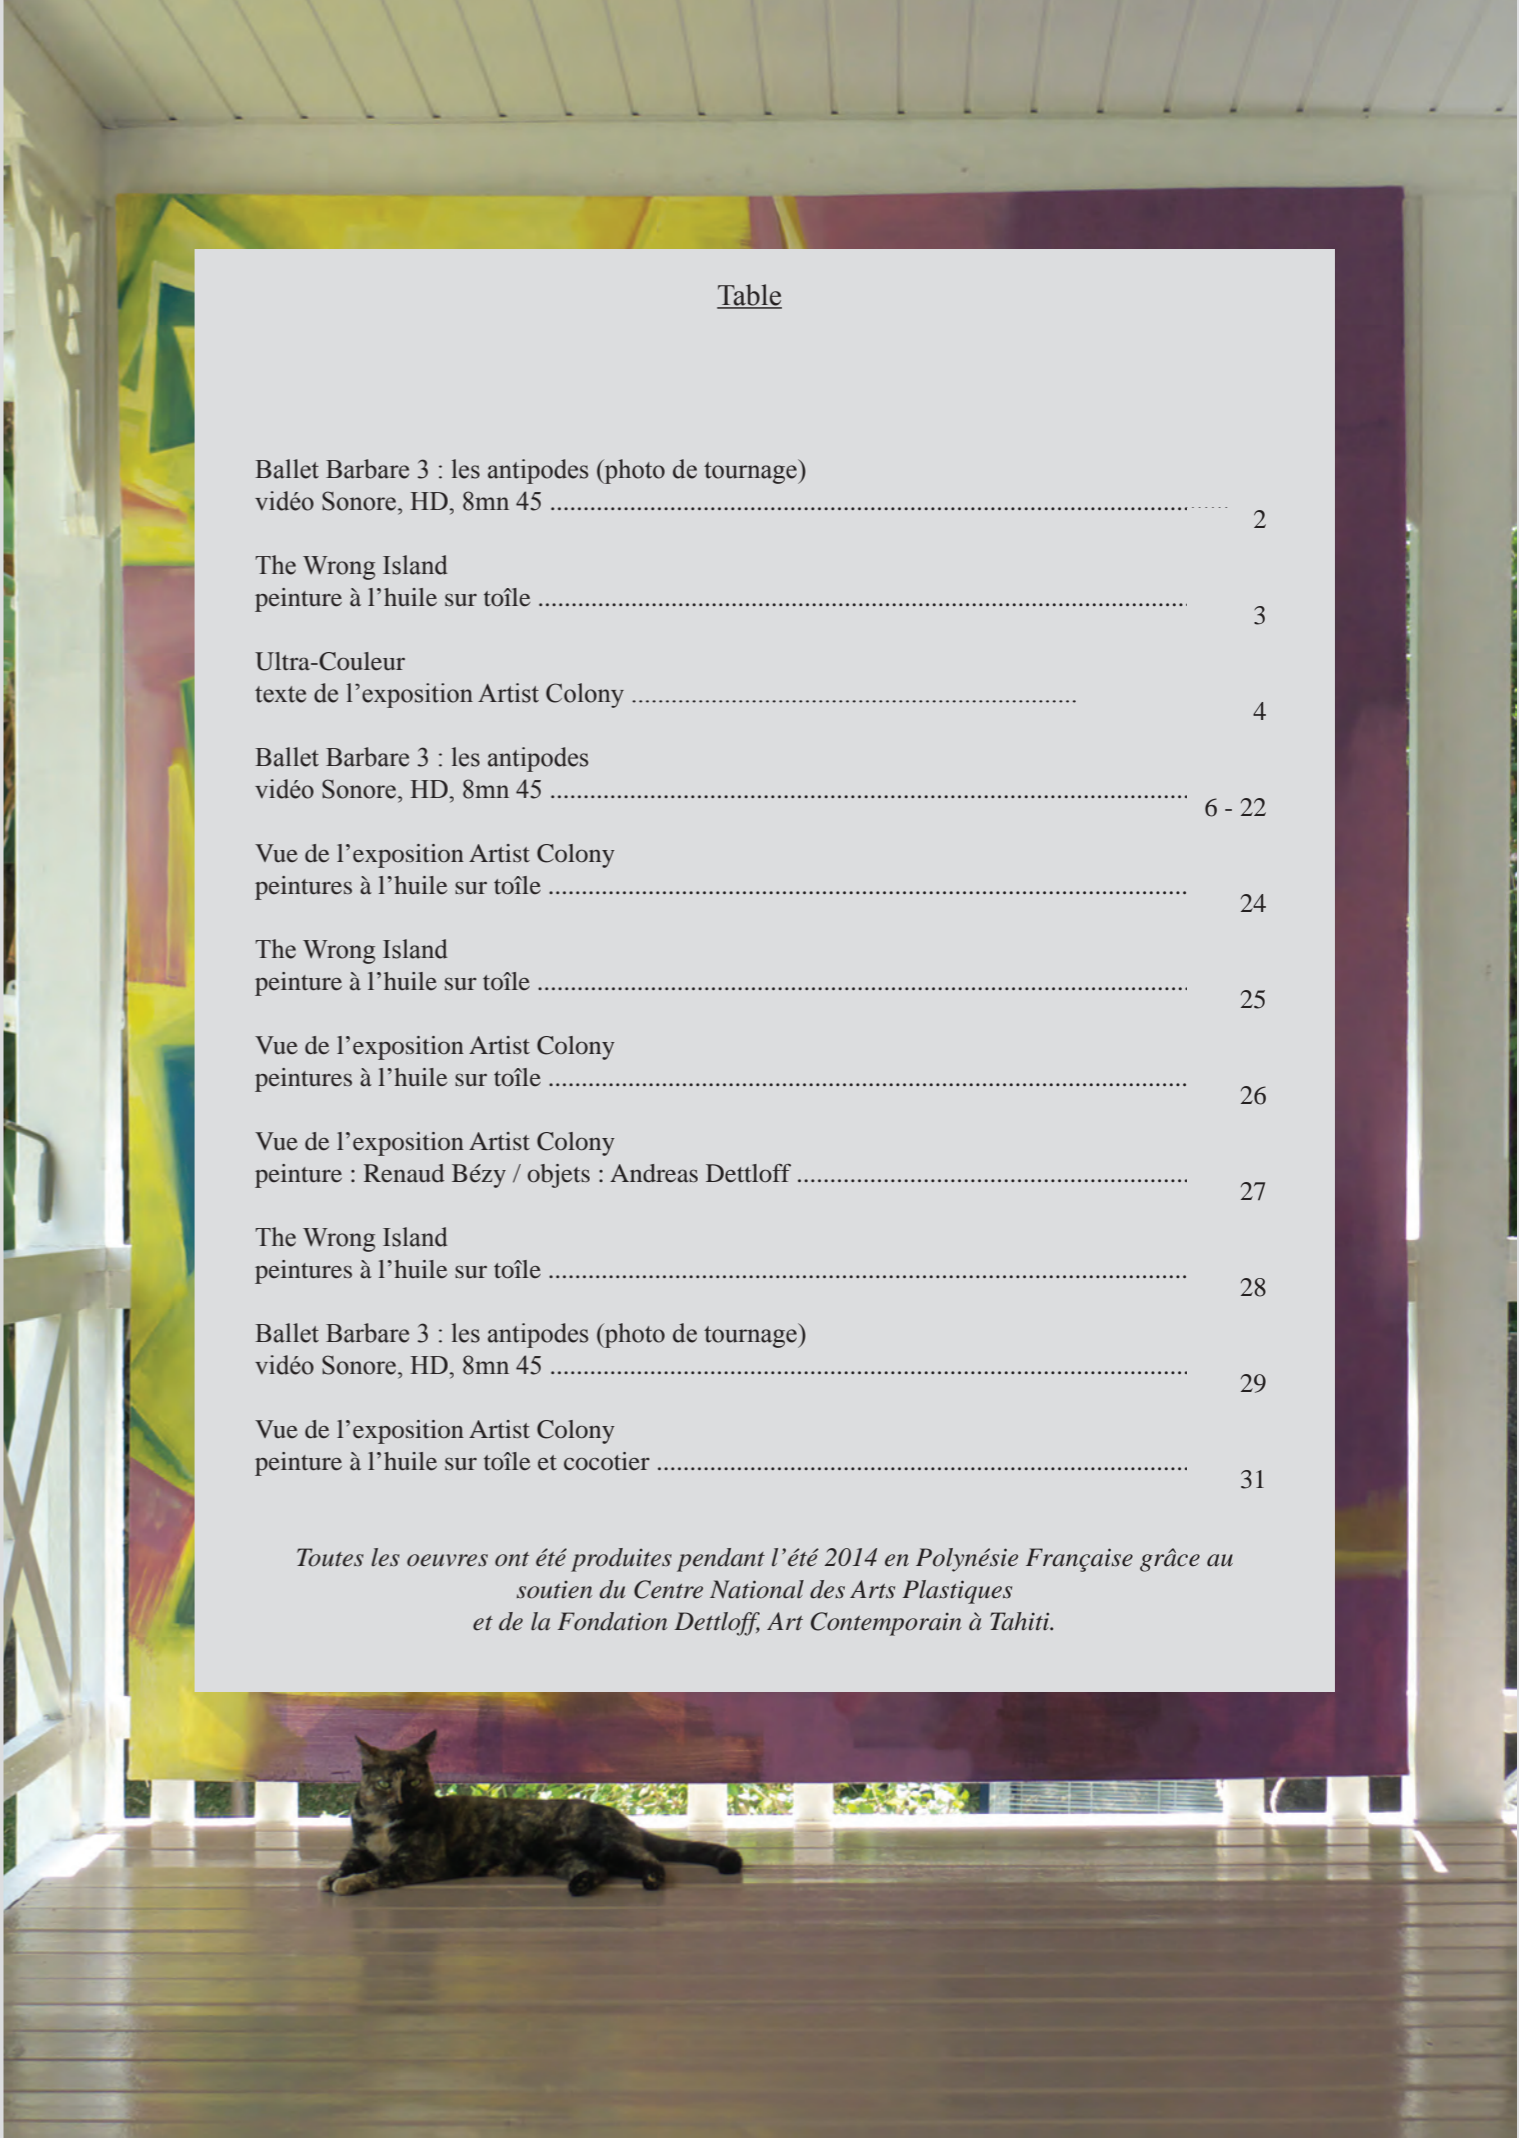 Table
Ballet Barbare 3 : les antipodes (photo de tournage)
vidéo Sonore, HD, 8mn 45 ........................................................................................................ 2
The Wrong Island
peinture à l’huile sur toîle .................................................................................................. 3
Ultra-Couleur
texte de l’exposition Artist Colony .................................................................... 4
Ballet Barbare 3 : les antipodes
vidéo Sonore, HD, 8mn 45 ................................................................................................. 6 - 22
Vue de l’exposition Artist Colony
peintures à l’huile sur toîle ................................................................................................. 24
The Wrong Island
peinture à l’huile sur toîle .................................................................................................. 25
Vue de l’exposition Artist Colony
peintures à l’huile sur toîle ................................................................................................. 26
Vue de l’exposition Artist Colony
peinture : Renaud Bézy / objets : Andreas Dettloff ........................................................... 27
The Wrong Island
peintures à l’huile sur toîle ................................................................................................. 28
Ballet Barbare 3 : les antipodes (photo de tournage)
vidéo Sonore, HD, 8mn 45 ................................................................................................. 29
Vue de l’exposition Artist Colony
peinture à l’huile sur toîle et cocotier ................................................................................ 31
Toutes les oeuvres ont été produites pendant l’été 2014 en Polynésie Française grâce au
soutien du Centre National des Arts Plastiques
et de la Fondation Dettloff, Art Contemporain à Tahiti.